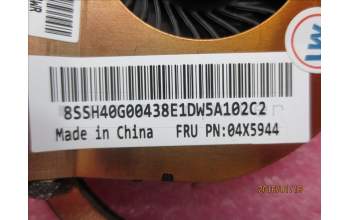 8SSH40G00438E1DW5A102C2
Made in China FRU PN:04X5944